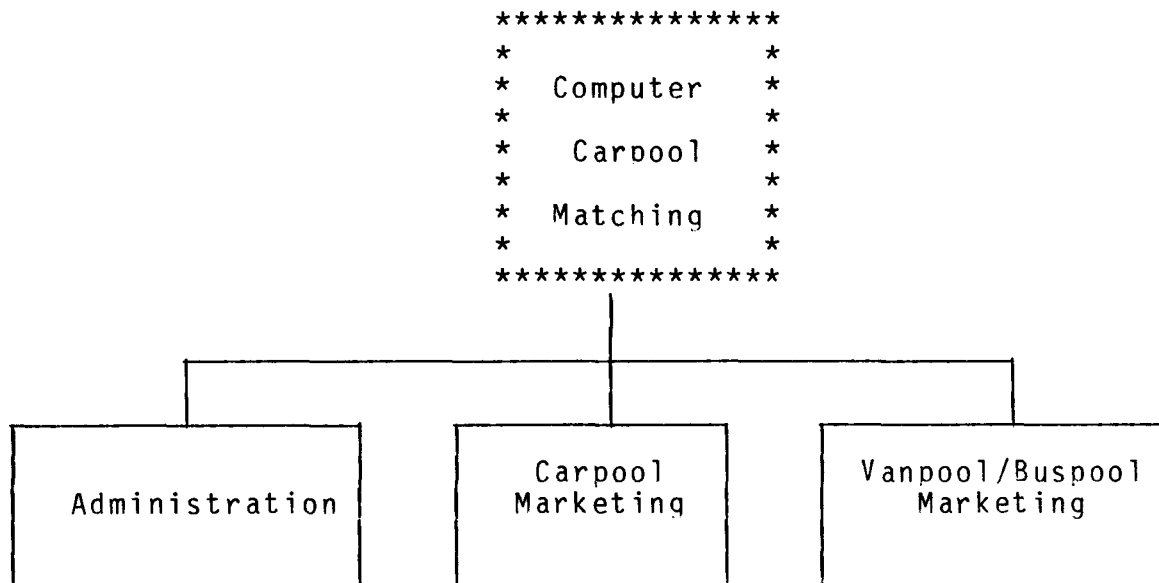 Computer
Carpool
Matching
Administration
Carpool
Marketing
Vanpool/Buspool
Marketing